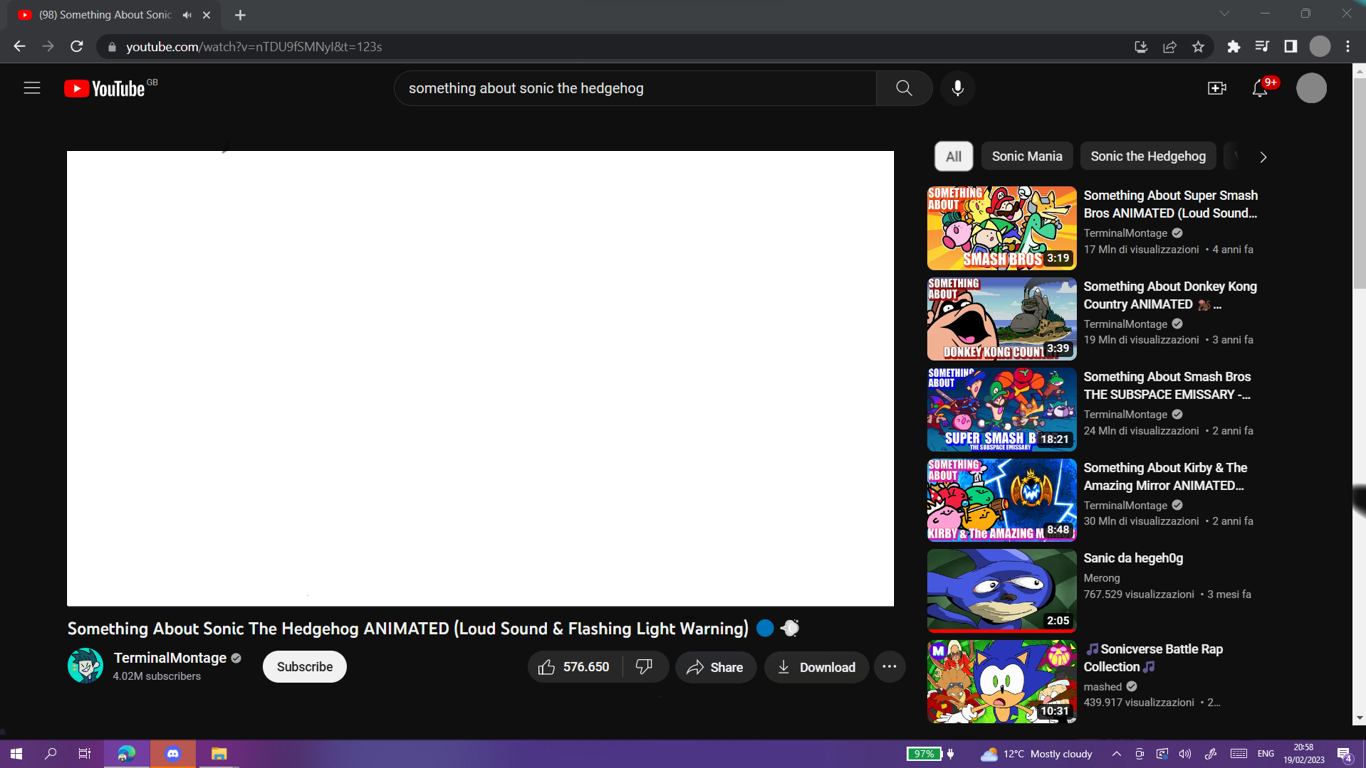 (98) Something About Sonic
youtube.com/watch?v=nTDU9fSMNyI&t=123s
YouTube GB
something about sonic the hedgehog
9+
All
Sonic Mania
Sonic the Hedgehog
SOMETHING
ABOUT
SMASH BROS
3:19
Something About Super Smash
Bros ANIMATED (Loud Sound...
TerminalMontage
17 Mln di visualizzazioni • 4 anni fa
SOMETHING
ABOUT
DONKEY KONG COUNTRY
3:39
Something About Donkey Kong
Country ANIMATED 🐿️ ...
TerminalMontage
19 Mln di visualizzazioni • 3 anni fa
SOMETHING
ABOUT
SUPER SMASH B
THE SUBSPACE EMISSARY
18:21
Something About Smash Bros
THE SUBSPACE EMISSARY -...
TerminalMontage
24 Mln di visualizzazioni • 2 anni fa
SOMETHING
ABOUT
KIRBY & The AMAZING M
8:48
Something About Kirby & The
Amazing Mirror ANIMATED...
TerminalMontage
30 Mln di visualizzazioni • 2 anni fa
2:05
Sanic da hegeh0g
Merong
767.529 visualizzazioni • 3 mesi fa
M
10:31
🎵Sonicverse Battle Rap
Collection🎵
mashed
439.917 visualizzazioni • 2...
Something About Sonic The Hedgehog ANIMATED (Loud Sound & Flashing Light Warning) 🔵💨
TerminalMontage
4.02M subscribers
Subscribe
576.650
Share
Download
97%
12°C Mostly cloudy
ENG
20:58
19/02/2023
4